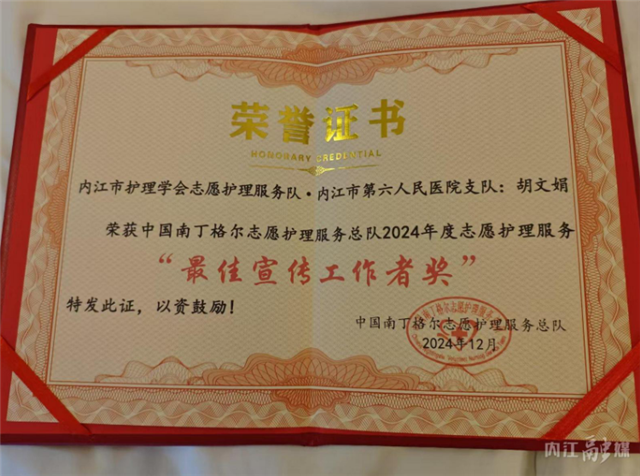 荣誉证书
HONORARY CREDENTIAL
内江市护理学会志愿护理服务队·内江市第六人民医院支队：胡文娟
荣获中国南丁格尔志愿护理服务总队2024年度志愿护理服务
“最佳宣传工作者奖”
特发此证，以资鼓励！
中国南丁格尔志愿护理服务总队
2024年12月
内江融媒